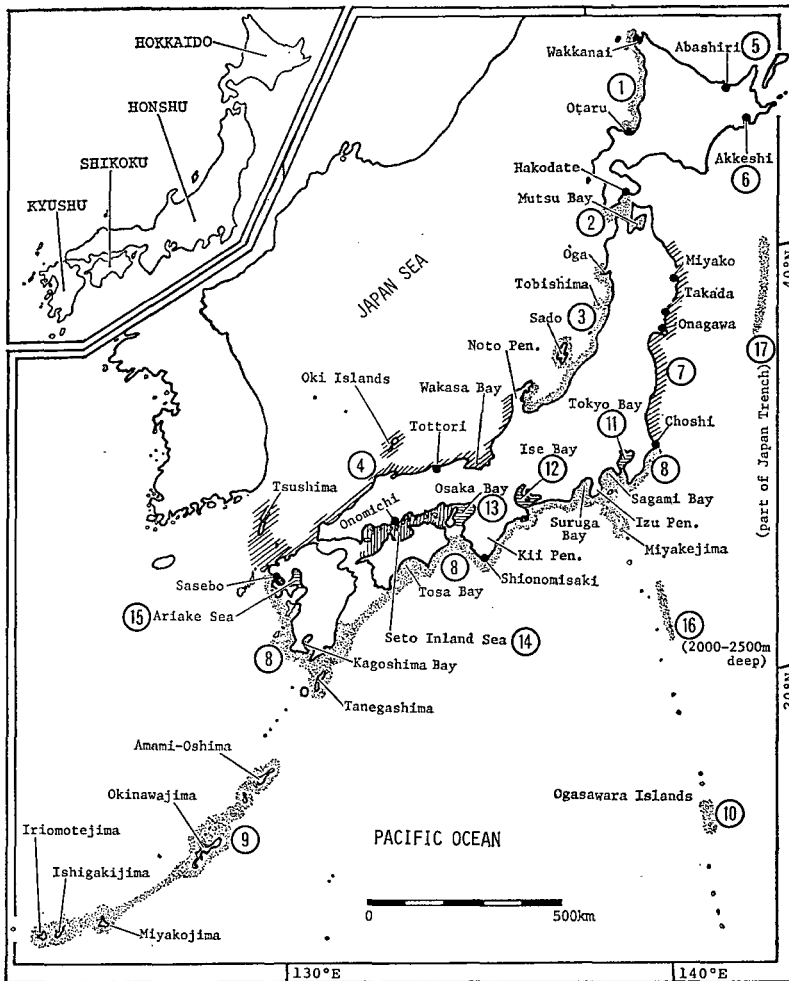 HOKKAIDO
HONSHU
SHIKOKU
KYUSHU
Wakkanai
Abashiri
5
1
Otaru
Akkeshi
6
Hakodate
Mutsu Bay
2
40°N
JAPAN SEA
Oga
Miyako
Tobishima
Takada
Sado
3
Onagawa
17
Noto Pen.
(part of Japan Trench)
Oki Islands
Wakasa Bay
7
Tokyo Bay
Choshi
Tottori
11
4
Ise Bay
12
8
Tsushima
Osaka Bay
13
Sagami Bay
Onomichi
Suruga
Bay
Izu Pen.
Kii Pen.
Miyakejima
8
Shionomisaki
Sasebo
Tosa Bay
15
Ariake Sea
16
Seto Inland Sea
14
(2000-2500m
deep)
8
Kagoshima Bay
30°N
Tanegashima
Amami-Oshima
Okinawajima
Ogasawara Islands
10
9
PACIFIC OCEAN
Iriomotejima
Ishigakijima
0
500km
Miyakojima
130°E
140°E